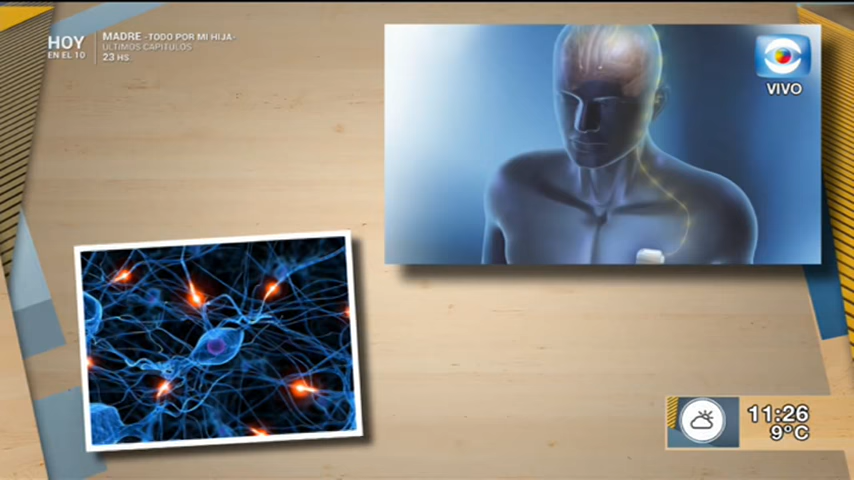 HOY
EN EL 10
MADRE -TODO POR MI HIJA-
ÚLTIMOS CAPÍTULOS
23 HS.
VIVO
11:26
9°C